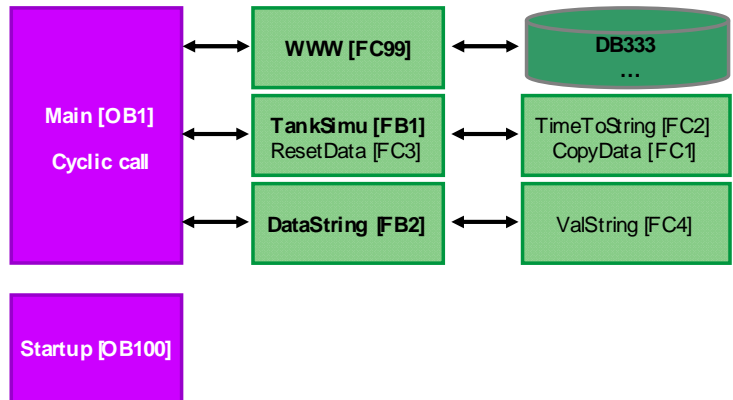 Main [OB1]
Cyclic call
WWW [FC99]
DB333
...
TankSimu [FB1]
ResetData [FC3]
TimeToString [FC2]
CopyData [FC1]
DataString [FB2]
ValString [FC4]
Startup [OB100]